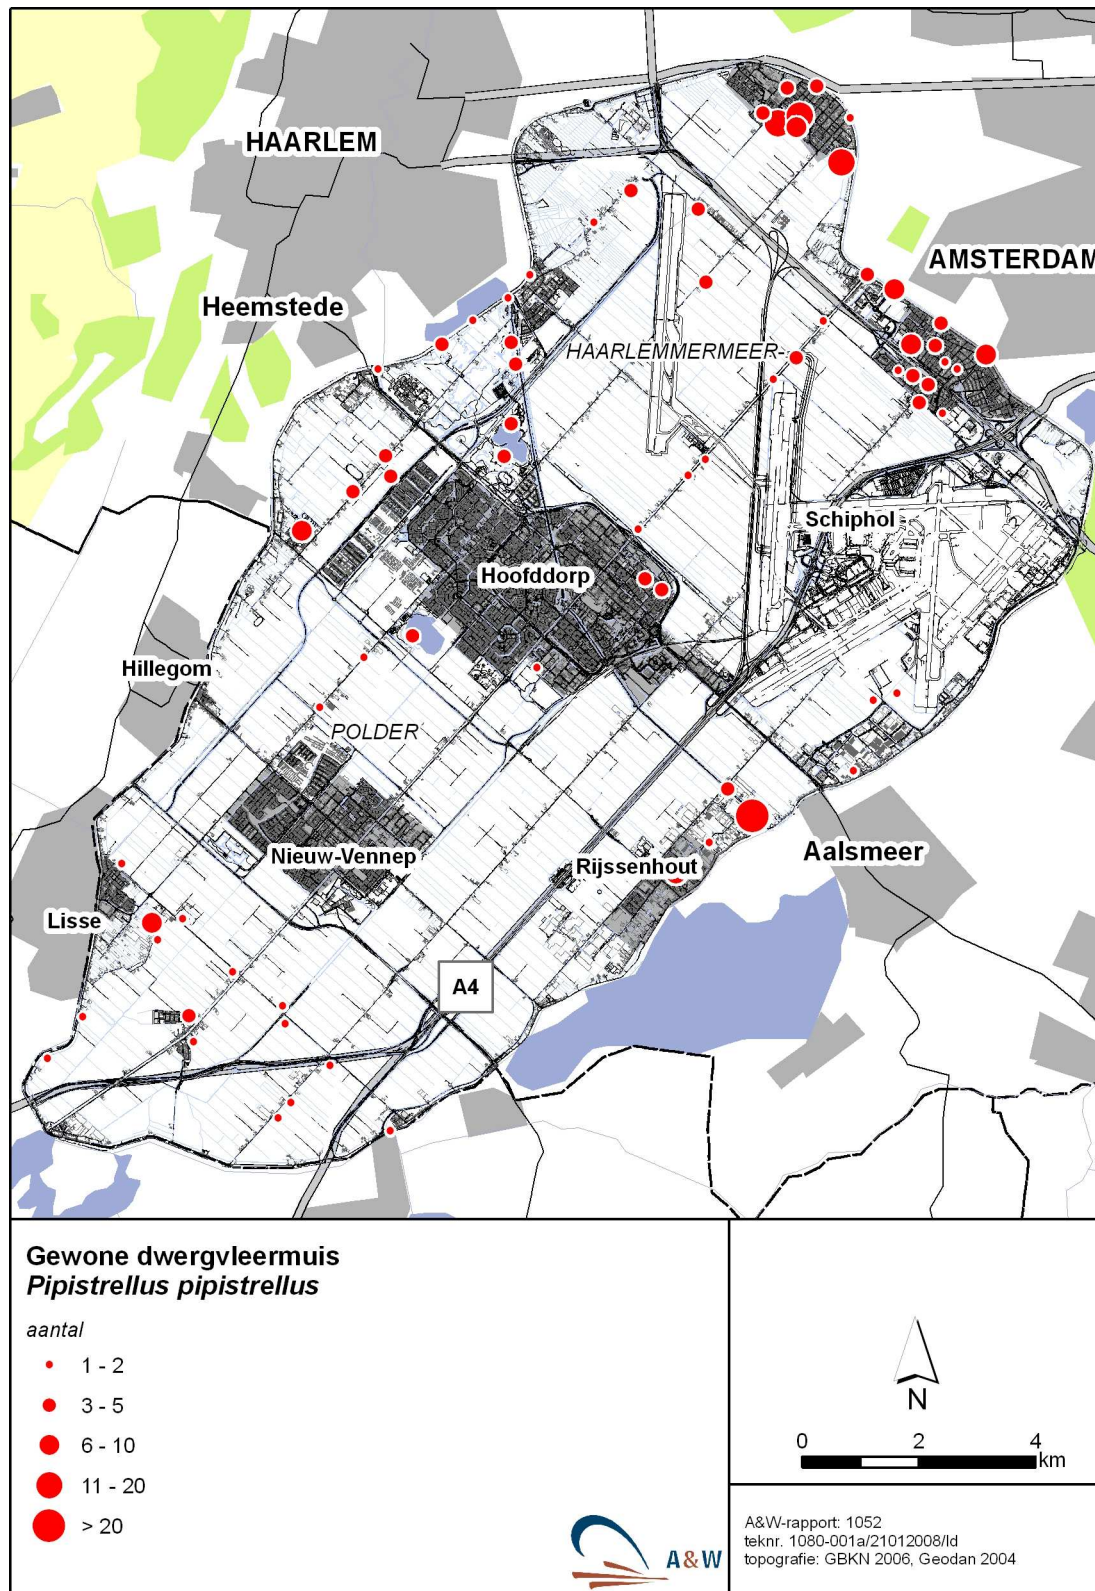 HAARLEM
AMSTERDAM
Heemstede
HAARLEMMERMEER-
Schiphol
Hoofddorp
Hillegom
POLDER
Nieuw-Vennep
Rijssenhout
Aalsmeer
Lisse
A4
Gewone dwergvleermuis
Pipistrellus pipistrellus
aantal
1 - 2
3 - 5
6 - 10
11 - 20
> 20
A&W
N
0 2 4
km
A&W-rapport: 1052
teknr. 1080-001a/21012008/ld
topografie: GBKN 2006, Geodan 2004